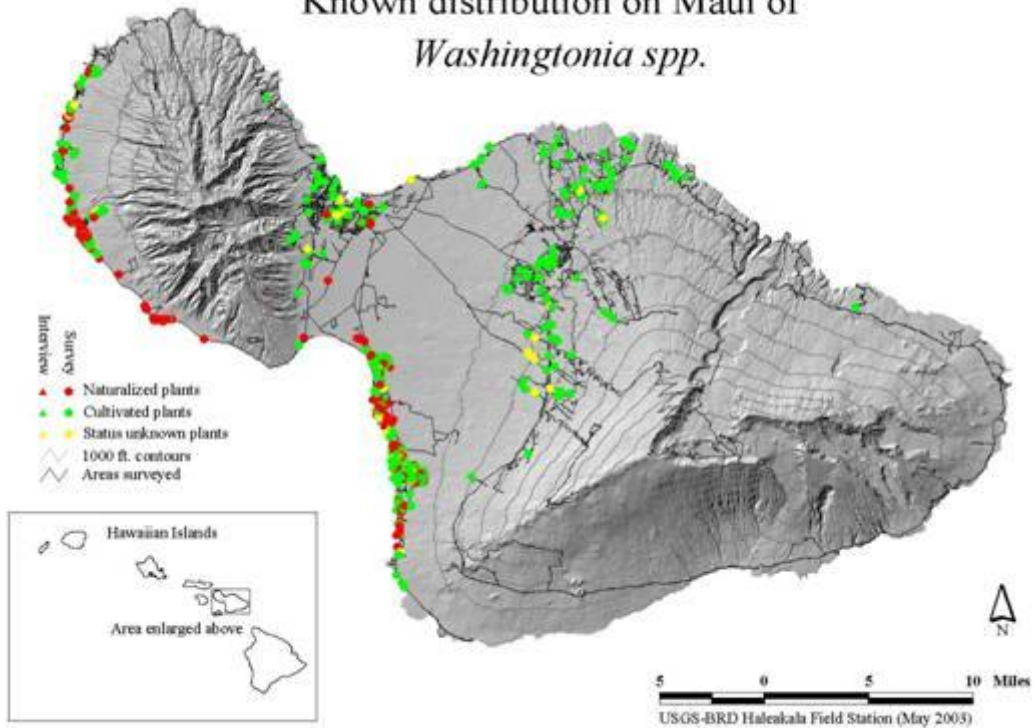 Known distribution on Maui of
Washingtonia spp.
Interview
Survey
Naturalized plants
Cultivated plants
Status unknown plants
1000 ft. contours
Areas surveyed
Hawaiian Islands
Area enlarged above
N
5 0 5 10 Miles
USGS-BRD Haleakala Field Station (May 2003)